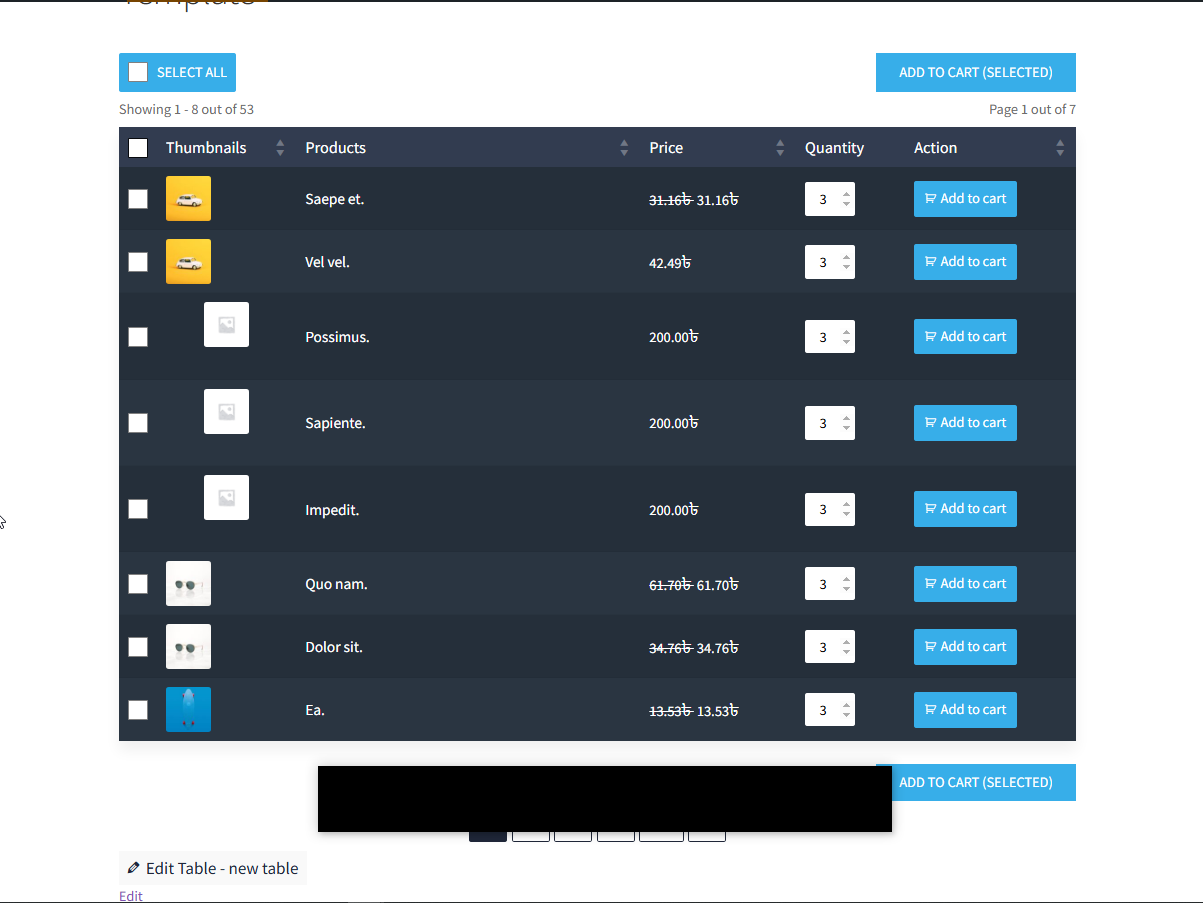 SELECT ALL
ADD TO CART (SELECTED)
Showing 1 - 8 out of 53
Page 1 out of 7
Thumbnails Products Price Quantity Action
Saepe et. 31.16৳ 31.16৳ 3 Add to cart
Vel vel. 42.49৳ 3 Add to cart
Possimus. 200.00৳ 3 Add to cart
Sapiente. 200.00৳ 3 Add to cart
Impedit. 200.00৳ 3 Add to cart
Quo nam. 61.70৳ 61.70৳ 3 Add to cart
Dolor sit. 34.76৳ 34.76৳ 3 Add to cart
Ea. 13.53৳ 13.53৳ 3 Add to cart
ADD TO CART (SELECTED)
Edit Table - new table
Edit